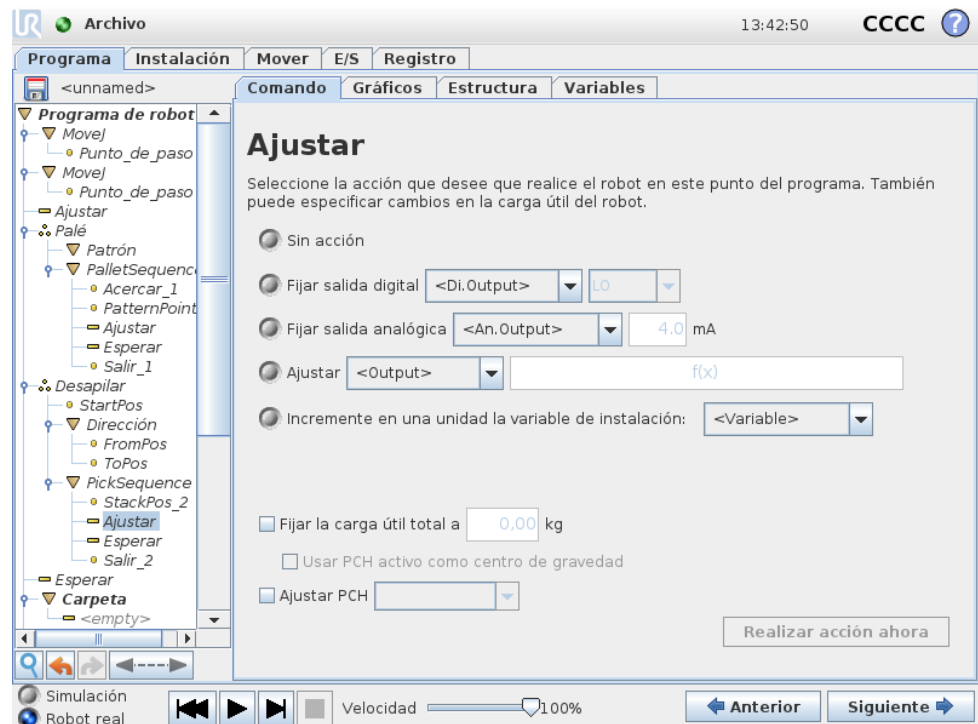 UR Archivo 13:42:50 CCCC ?
Programa Instalación Mover E/S Registro
<unnamed>
Comando Gráficos Estructura Variables
Programa de robot
MoveJ
Punto_de_paso
MoveJ
Punto_de_paso
Ajustar
Palé
Patrón
PalletSequenc
Acercar_1
PatternPoint
Ajustar
Esperar
Salir_1
Desapilar
StartPos
Dirección
FromPos
ToPos
PickSequence
StackPos_2
Ajustar
Esperar
Salir_2
Esperar
Carpeta
<empty>
Ajustar
Seleccione la acción que desee que realice el robot en este punto del programa. También
puede especificar cambios en la carga útil del robot.
Sin acción
Fijar salida digital <Di.Output> LO
Fijar salida analógica <An.Output> 4.0 mA
Ajustar <Output> f(x)
Incremente en una unidad la variable de instalación: <Variable>
Fijar la carga útil total a 0,00 kg
Usar PCH activo como centro de gravedad
Ajustar PCH
Realizar acción ahora
Simulación
Robot real
Velocidad 100%
Anterior Siguiente